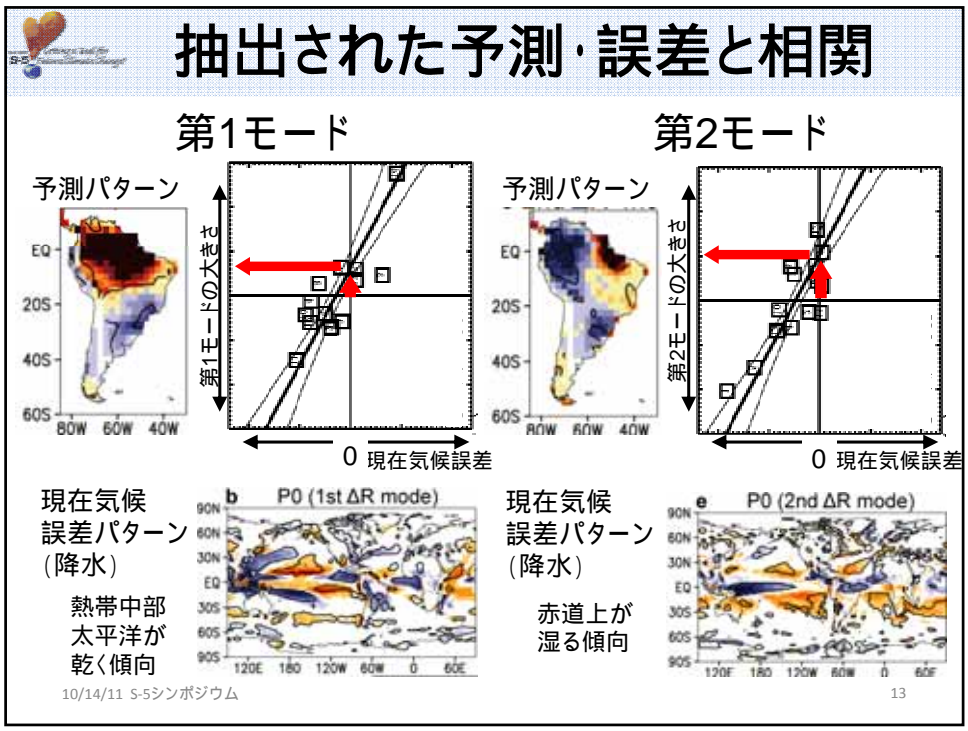 抽出された予測・誤差と相関
S-5
第1モード
予測パターン
EQ
20S
40S
60S
80W 60W 40W
第1モードの大きさ
0 現在気候誤差
第2モード
予測パターン
EQ
20S
40S
60S
80W 60W 40W
第2モードの大きさ
0 現在気候誤差
現在気候
誤差パターン
(降水)
熱帯中部
太平洋が
乾く傾向
b P0 (1st ΔR mode)
90N
60N
30N
EQ
30S
60S
90S
120E 180 120W 60W 0 60E
現在気候
誤差パターン
(降水)
赤道上が
湿る傾向
e P0 (2nd ΔR mode)
90N
60N
30N
EQ
30S
60S
90S
120E 180 120W 60W 0 60E
10/14/11 S-5シンポジウム
13